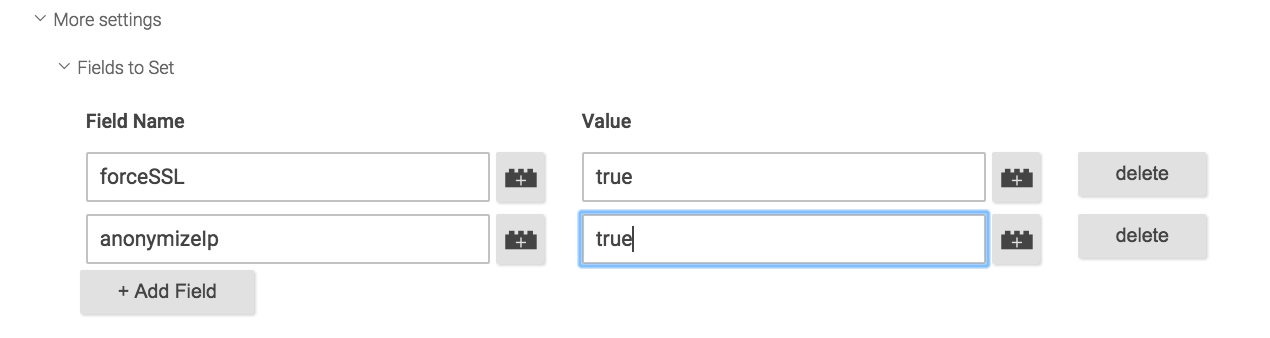 More settings
Fields to Set
Field Name Value
forceSSL true delete
anonymizeIp true delete
+ Add Field